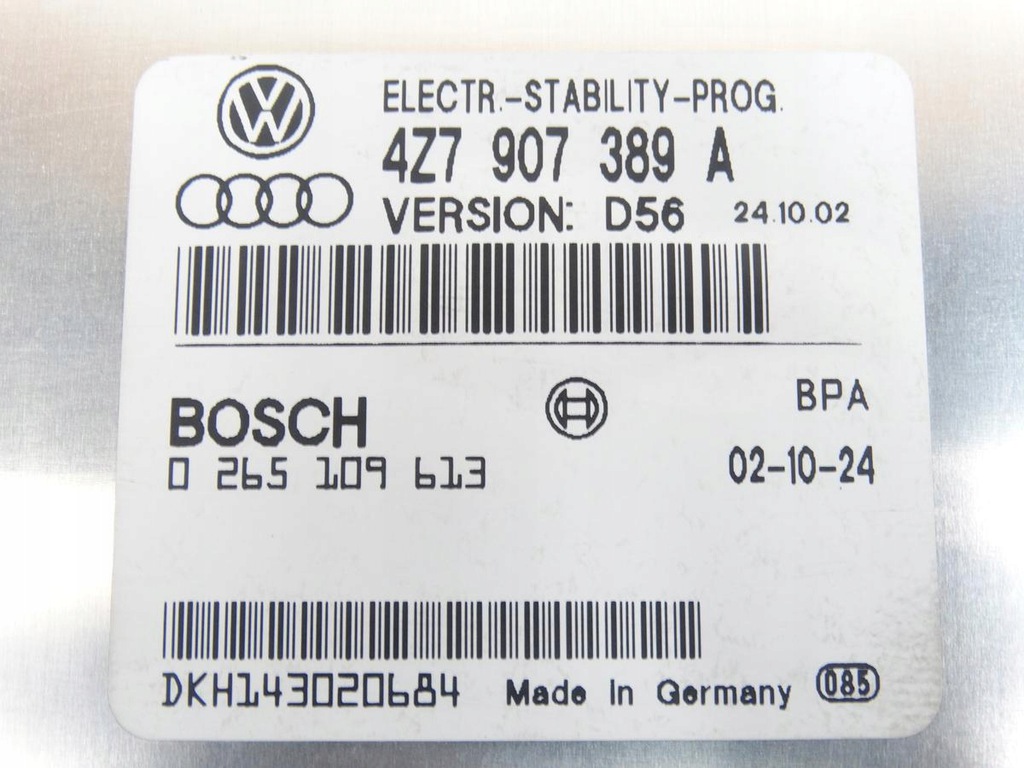 ELECTR.-STABILITY-PROG.
4Z7 907 389 A
VERSION: D56 24.10.02
BOSCH
BPA
0 265 109 613
02-10-24
DKH143020684 Made in Germany 085